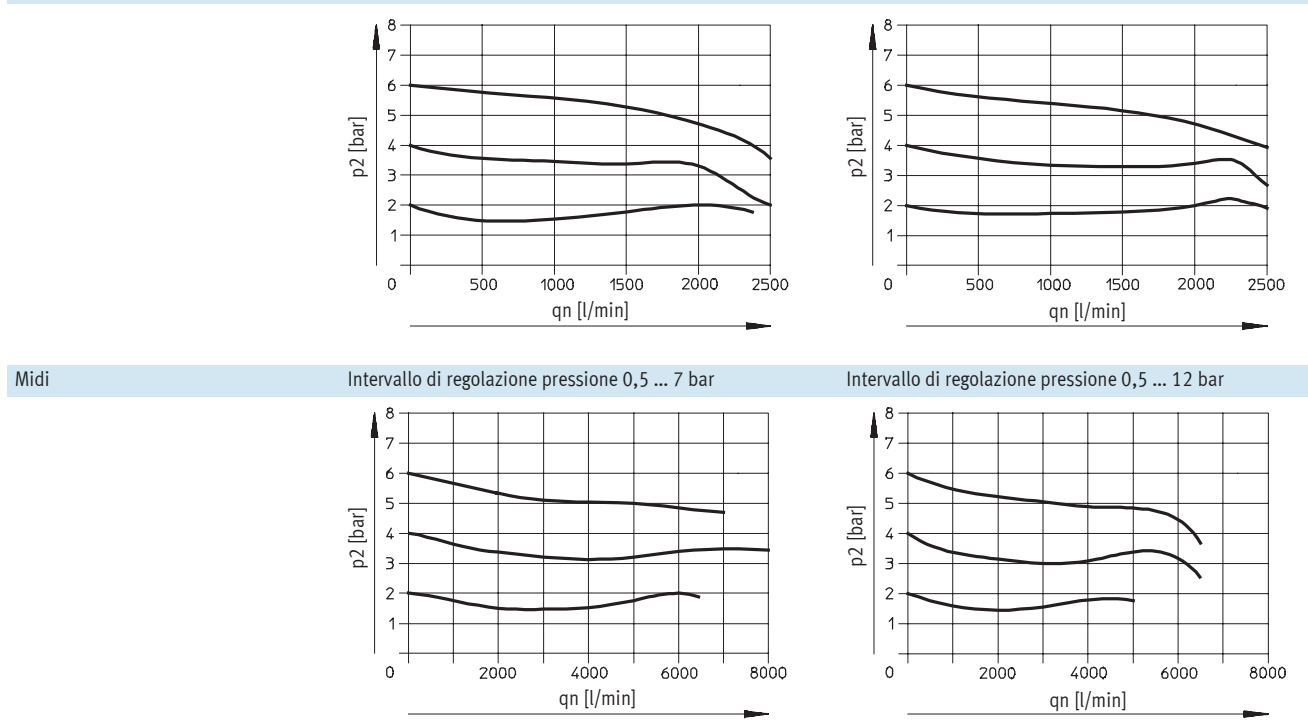 8
7
6
5
4
3
2
1
0
500 1000 1500 2000 2500
p2 [bar]
qn [l/min]
8
7
6
5
4
3
2
1
0
500 1000 1500 2000 2500
p2 [bar]
qn [l/min]
Midi
Intervallo di regolazione pressione 0,5 ... 7 bar
Intervallo di regolazione pressione 0,5 ... 12 bar
8
7
6
5
4
3
2
1
0
2000 4000 6000 8000
p2 [bar]
qn [l/min]
8
7
6
5
4
3
2
1
0
2000 4000 6000 8000
p2 [bar]
qn [l/min]